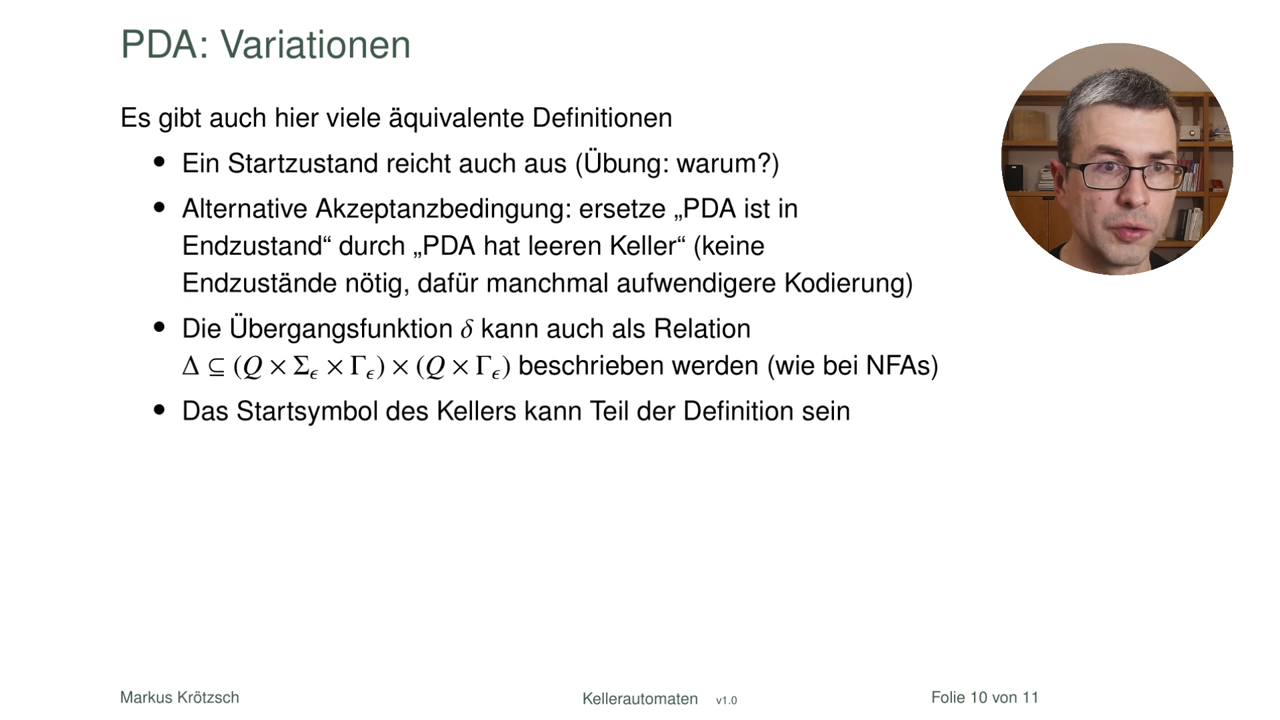 PDA: Variationen
Es gibt auch hier viele äquivalente Definitionen
• Ein Startzustand reicht auch aus (Übung: warum?)
• Alternative Akzeptanzbedingung: ersetze „PDA ist in
Endzustand“ durch „PDA hat leeren Keller“ (keine
Endzustände nötig, dafür manchmal aufwendigere Kodierung)
• Die Übergangsfunktion δ kann auch als Relation
Δ ⊆ (Q × Σϵ × Γϵ) × (Q × Γϵ) beschrieben werden (wie bei NFAs)
• Das Startsymbol des Kellers kann Teil der Definition sein
Markus Krötzsch Kellerautomaten v1.0 Folie 10 von 11